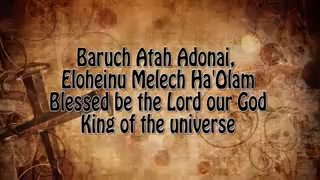 Baruch Atah Adonai,
Eloheinu Melech Ha'Olam
Blessed be the Lord our God
King of the universe